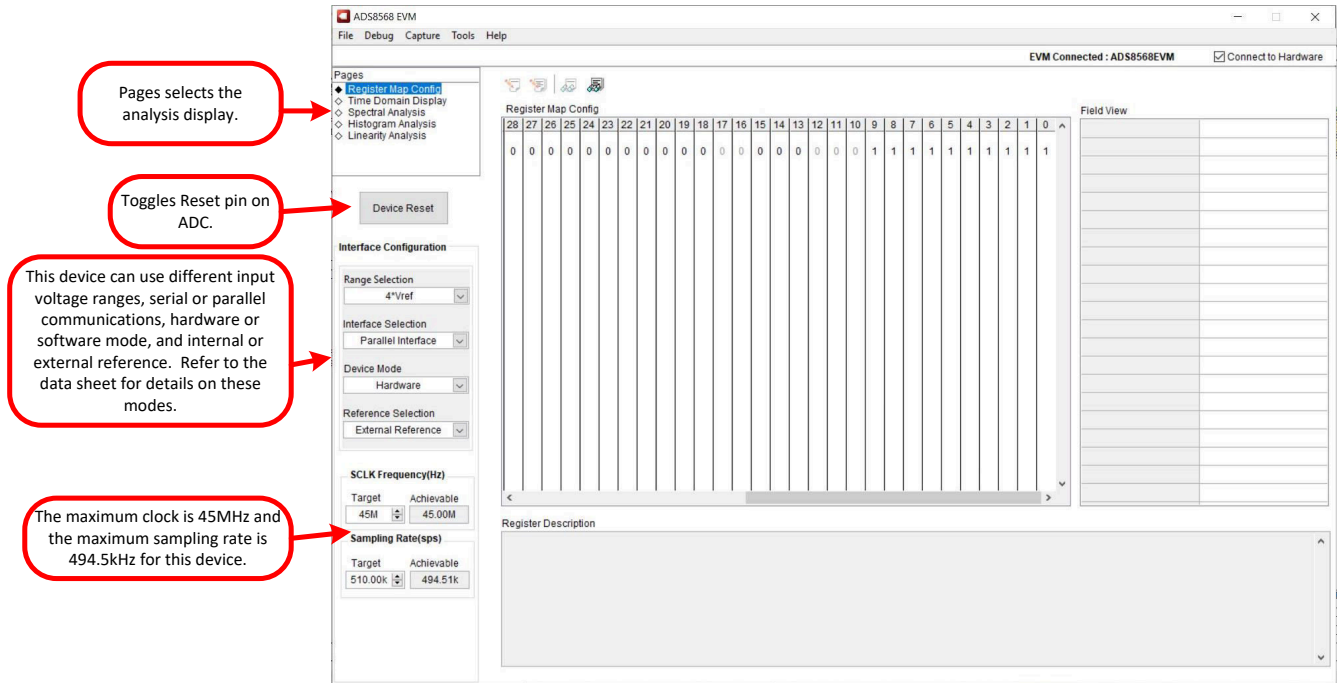 ADS8568 EVM
File Debug Capture Tools Help
EVM Connected : ADS8568EVM
Connect to Hardware
Pages selects the
analysis display.
Pages
Register Map Config
Time Domain Display
Spectral Analysis
Histogram Analysis
Linearity Analysis
Toggles Reset pin on
ADC.
Device Reset
This device can use different input
voltage ranges, serial or parallel
communications, hardware or
software mode, and internal or
external reference. Refer to the
data sheet for details on these
modes.
Interface Configuration
Range Selection
4*Vref
Interface Selection
Parallel Interface
Device Mode
Hardware
Reference Selection
External Reference
The maximum clock is 45MHz and
the maximum sampling rate is
494.5kHz for this device.
SCLK Frequency(Hz)
Target Achievable
45M 45.00M
Sampling Rate(sps)
Target Achievable
510.00k 494.51k
Register Map Config
28 27 26 25 24 23 22 21 20 19 18 17 16 15 14 13 12 11 10 9 8 7 6 5 4 3 2 1 0
0 0 0 0 0 0 0 0 0 0 0 0 0 0 0 0 0 0 0 1 1 1 1 1 1 1 1 1 1
Field View
Register Description